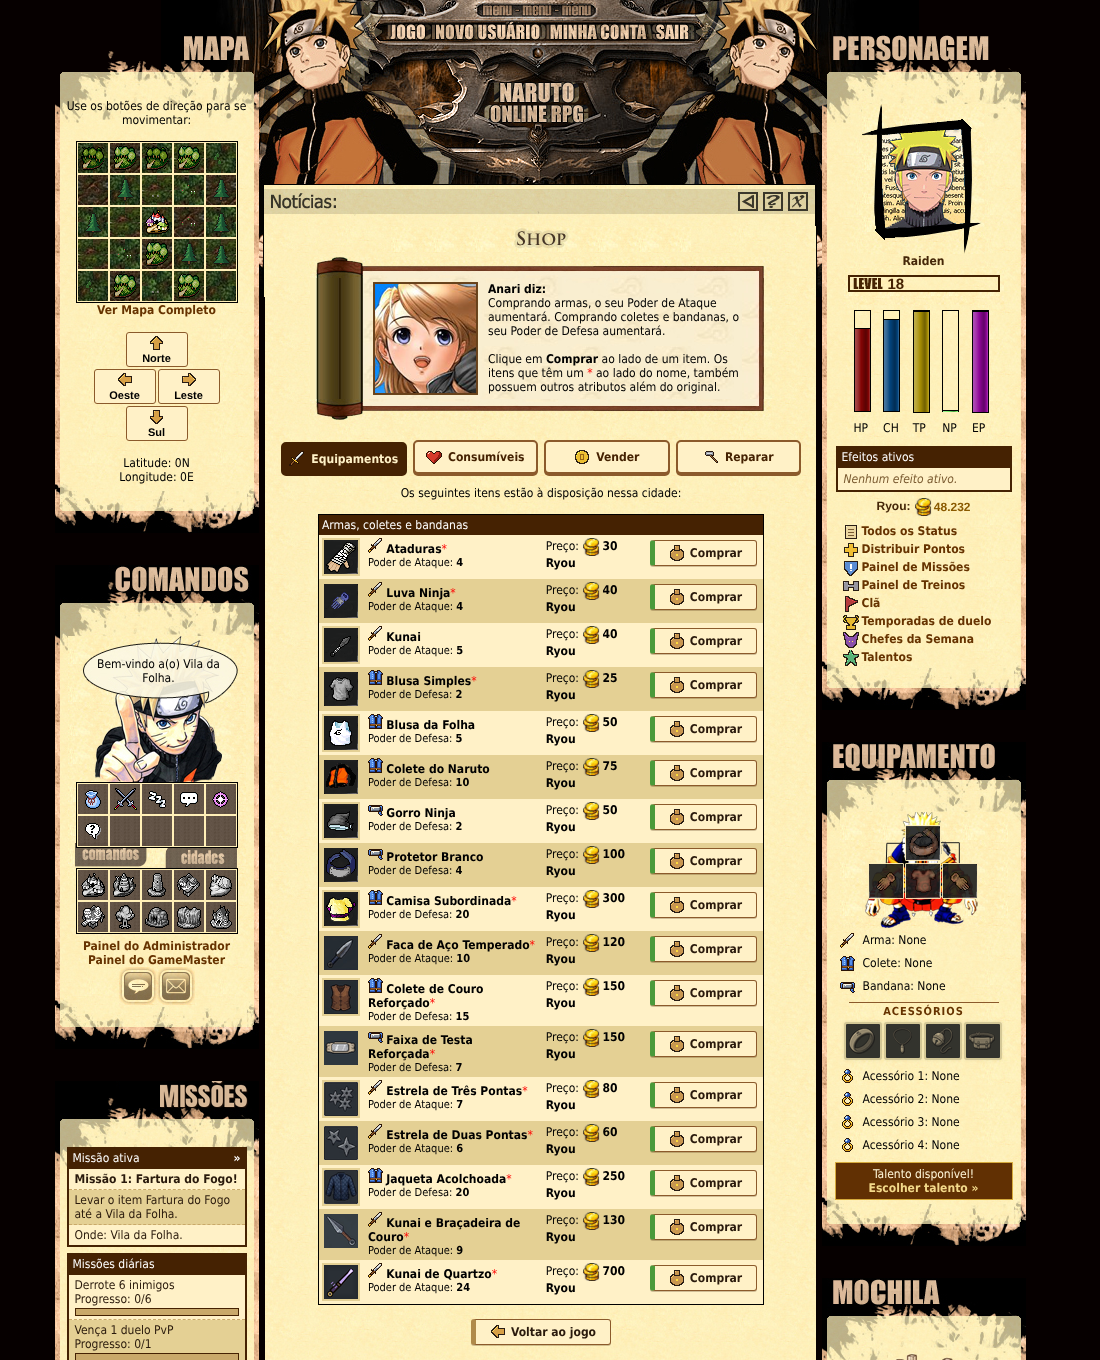 menu - menu - menu
JOGO NOVO USUÁRIO MINHA CONTA SAIR
NARUTO
ONLINE RPG
MAPA
Use os botões de direção para se
movimentar:
Ver Mapa Completo
Norte
Oeste
Leste
Sul
Latitude: 0N
Longitude: 0E
COMANDOS
Bem-vindo a(o) Vila da
Folha.
comandos
cidades
Painel do Administrador
Painel do GameMaster
MISSÕES
Missão ativa »
Missão 1: Fartura do Fogo!
Levar o item Fartura do Fogo
até a Vila da Folha.
Onde: Vila da Folha.
Missões diárias
Derrote 6 inimigos
Progresso: 0/6
Vença 1 duelo PvP
Progresso: 0/1
Notícias:
SHOP
Anari diz:
Comprando armas, o seu Poder de Ataque
aumentará. Comprando coletes e bandanas, o
seu Poder de Defesa aumentará.
Clique em Comprar ao lado de um item. Os
itens que têm um * ao lado do nome, também
possuem outros atributos além do original.
Equipamentos
Consumíveis
Vender
Reparar
Os seguintes itens estão à disposição nessa cidade:
Armas, coletes e bandanas
Ataduras*
Poder de Ataque: 4
Preço: 30
Ryou
Comprar
Luva Ninja*
Poder de Ataque: 4
Preço: 40
Ryou
Comprar
Kunai
Poder de Ataque: 5
Preço: 40
Ryou
Comprar
Blusa Simples*
Poder de Defesa: 2
Preço: 25
Ryou
Comprar
Blusa da Folha
Poder de Defesa: 5
Preço: 50
Ryou
Comprar
Colete do Naruto
Poder de Defesa: 10
Preço: 75
Ryou
Comprar
Gorro Ninja
Poder de Defesa: 2
Preço: 50
Ryou
Comprar
Protetor Branco
Poder de Defesa: 4
Preço: 100
Ryou
Comprar
Camisa Subordinada*
Poder de Defesa: 20
Preço: 300
Ryou
Comprar
Faca de Aço Temperado*
Poder de Ataque: 10
Preço: 120
Ryou
Comprar
Colete de Couro
Reforçado*
Poder de Defesa: 15
Preço: 150
Ryou
Comprar
Faixa de Testa
Reforçada*
Poder de Defesa: 7
Preço: 150
Ryou
Comprar
Estrela de Três Pontas*
Poder de Ataque: 7
Preço: 80
Ryou
Comprar
Estrela de Duas Pontas*
Poder de Ataque: 6
Preço: 60
Ryou
Comprar
Jaqueta Acolchoada*
Poder de Defesa: 20
Preço: 250
Ryou
Comprar
Kunai e Braçadeira de
Couro*
Poder de Ataque: 9
Preço: 130
Ryou
Comprar
Kunai de Quartzo*
Poder de Ataque: 24
Preço: 700
Ryou
Comprar
Voltar ao jogo
PERSONAGEM
Raiden
LEVEL 18
HP CH TP NP EP
Efeitos ativos
Nenhum efeito ativo.
Ryou: 48.232
Todos os Status
Distribuir Pontos
Painel de Missões
Painel de Treinos
Clã
Temporadas de duelo
Chefes da Semana
Talentos
EQUIPAMENTO
Arma: None
Colete: None
Bandana: None
ACESSÓRIOS
Acessório 1: None
Acessório 2: None
Acessório 3: None
Acessório 4: None
Talento disponível!
Escolher talento »
MOCHILA